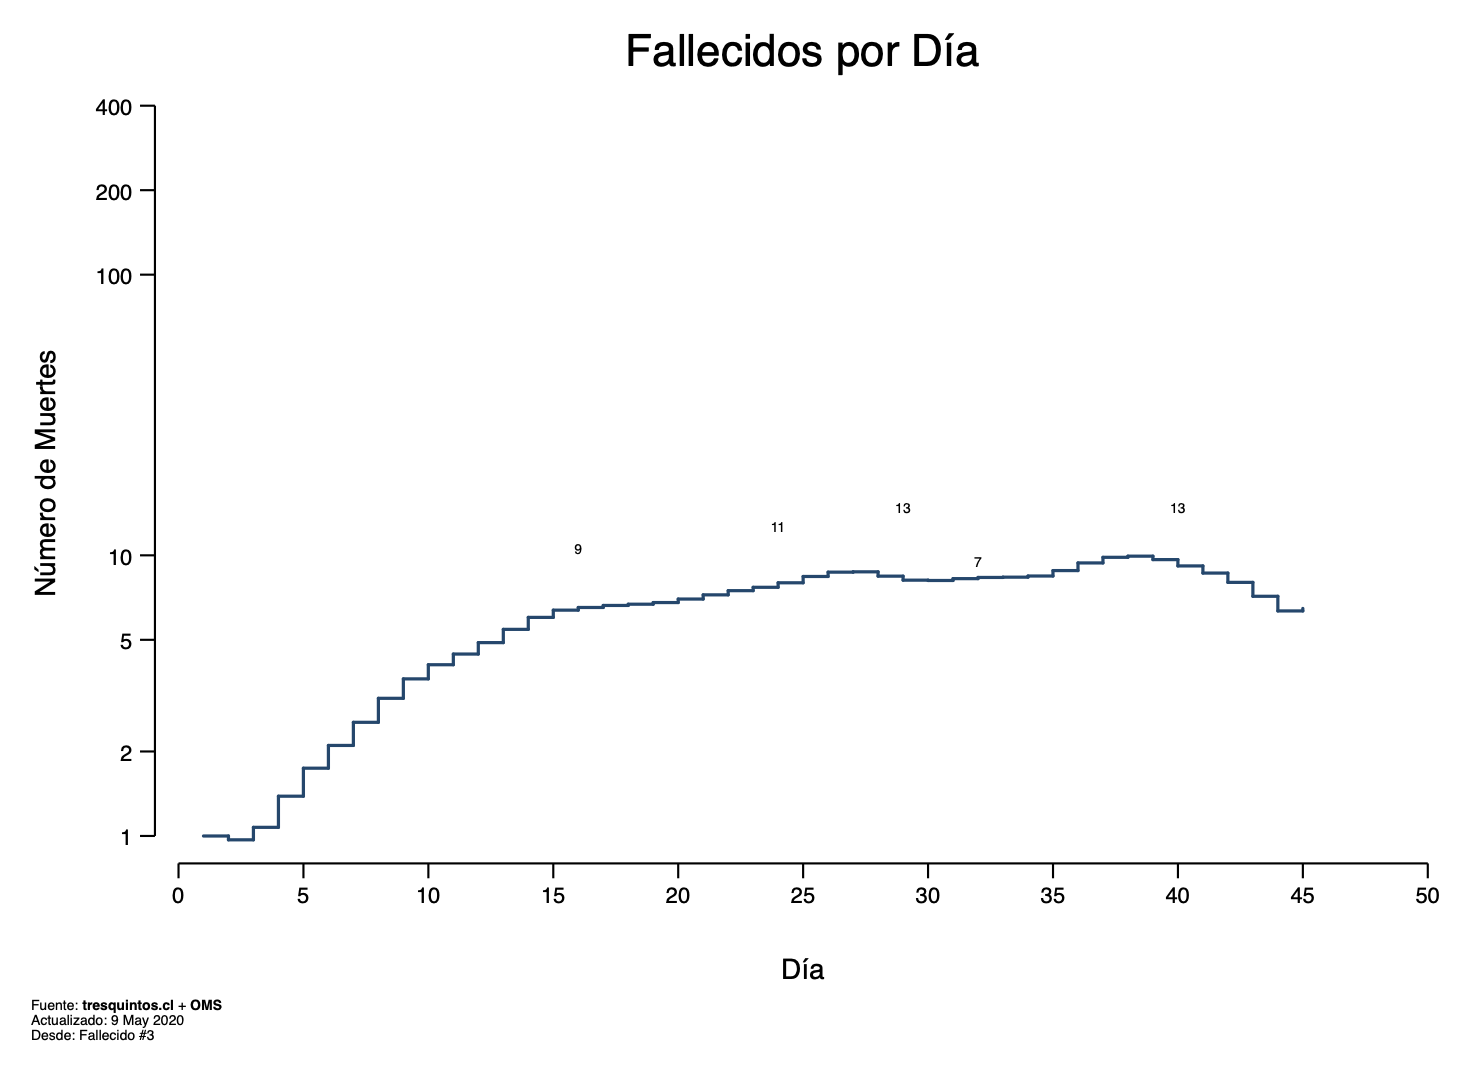 Fallecidos por Día
400
200
100
10
5
2
1
Número de Muertes
9
11
13
7
13
0 5 10 15 20 25 30 35 40 45 50
Día
Fuente: tresquintos.cl + OMS
Actualizado: 9 May 2020
Desde: Fallecido #3